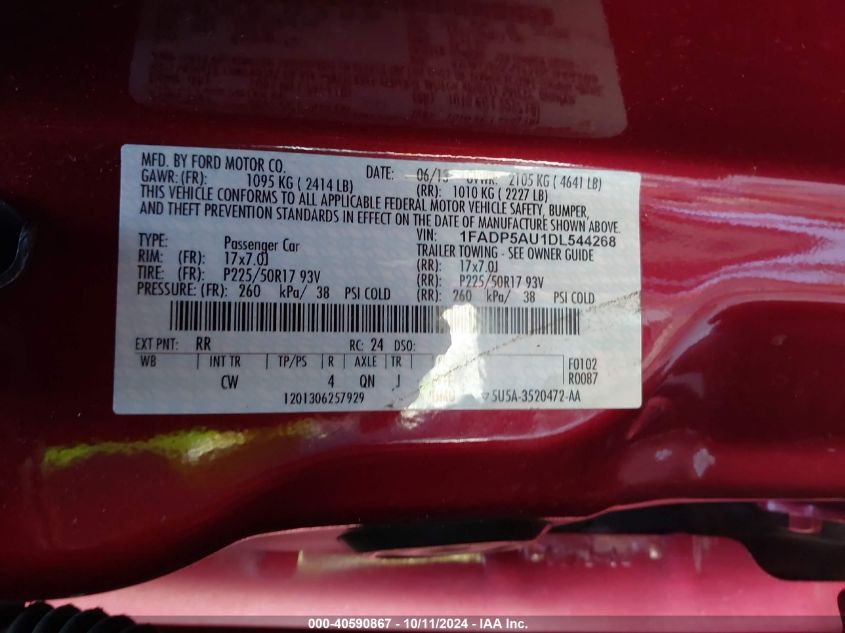 MFD. BY FORD MOTOR CO. DATE: 06/13 GVWR: 2105 KG ( 4641 LB)
GAWR:(FR): 1095 KG ( 2414 LB) (RR): 1010 KG ( 2227 LB)
THIS VEHICLE CONFORMS TO ALL APPLICABLE FEDERAL MOTOR VEHICLE SAFETY, BUMPER,
AND THEFT PREVENTION STANDARDS IN EFFECT ON THE DATE OF MANUFACTURE SHOWN ABOVE.
VIN: 1FADP5AU1DL544268
TYPE: Passenger Car TRAILER TOWING - SEE OWNER GUIDE
RIM: (FR): 17x7.0J (RR): 17x7.0J
TIRE: (FR): P225/50R17 93V (RR): P225/50R17 93V
PRESSURE: (FR): 260 kPa/ 38 PSI COLD (RR): 260 kPa/ 38 PSI COLD
EXT PNT: RR RC: 24 DSO:
WB INT TR TP/PS R AXLE TR F0102
CW 4 QN J R0087
1201306257929 5U5A-3520472-AA
000-40590867 - 10/11/2024 - IAA Inc.